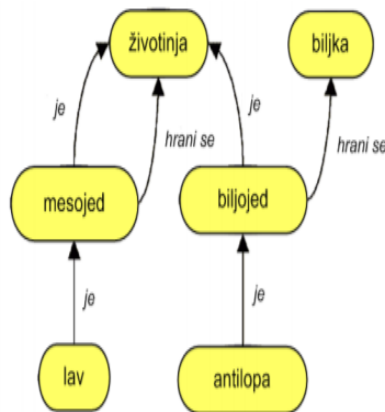 životinja
biljka
je
hrani se
je
hrani se
mesojed
biljojed
je
je
lav
antilopa